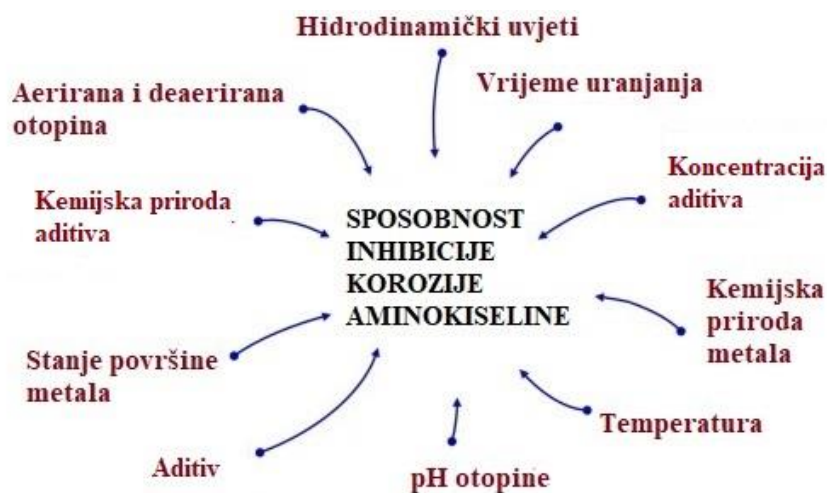 Hidrodinamički uvjeti
Vrijeme uranjanja
Aerirana i deaerirana
otopina
Koncentracija
aditiva
Kemijska priroda
aditiva
SPOSOBNOST
INHIBICIJE
KOROZIJE
AMINOKISELINE
Kemijska
priroda
metala
Stanje površine
metala
Temperatura
Aditiv
pH otopine